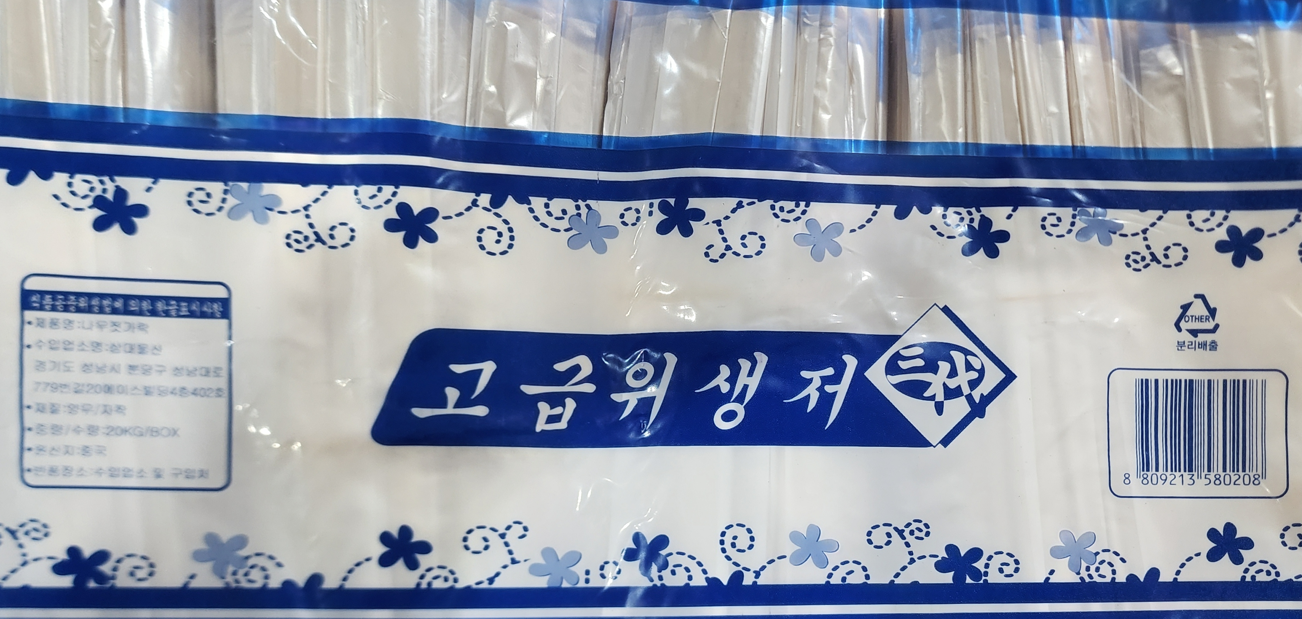 식품공중위생법에 의한 한글표시사항
•제품명:나무젓가락
•수입업소명:삼대물산
경기도 성남시 분당구 성남대로
779번길20에이스빌딩4층402호
•재질:양무/자작
•중량/수량:20KG/BOX
•원산지:중국
•반품장소:수입업소 및 구입처
고급위생저
三代
OTHER
분리배출
8 809213 580208